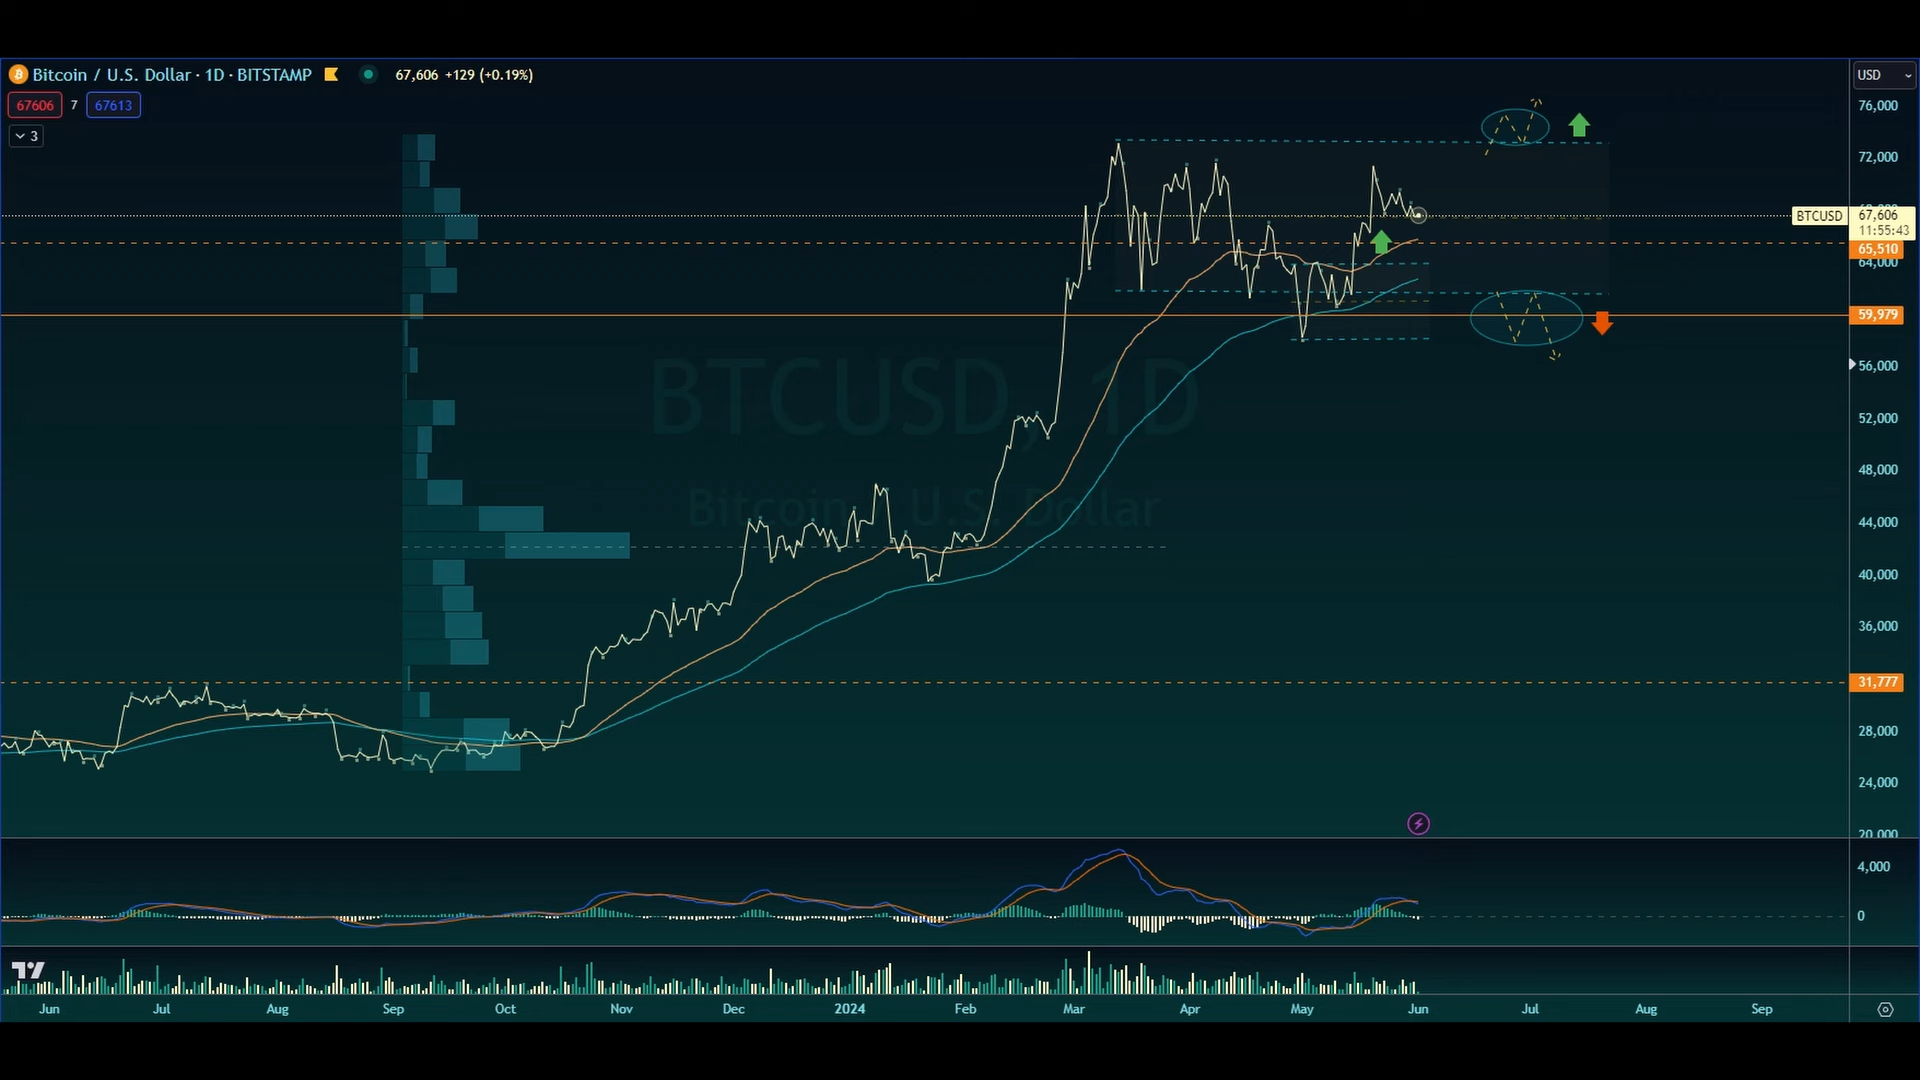 Bitcoin / U.S. Dollar · 1D · BITSTAMP 67,606 +129 (+0.19%)
USD
67606 7 67613
3
76,000
72,000
BTCUSD 67,606
11:55:43
65,510
64,000
59,979
56,000
52,000
48,000
44,000
40,000
36,000
31,777
28,000
24,000
20,000
BTCUSD, 1D
Bitcoin / U.S. Dollar
4,000
0
Jun Jul Aug Sep Oct Nov Dec 2024 Feb Mar Apr May Jun Jul Aug Sep